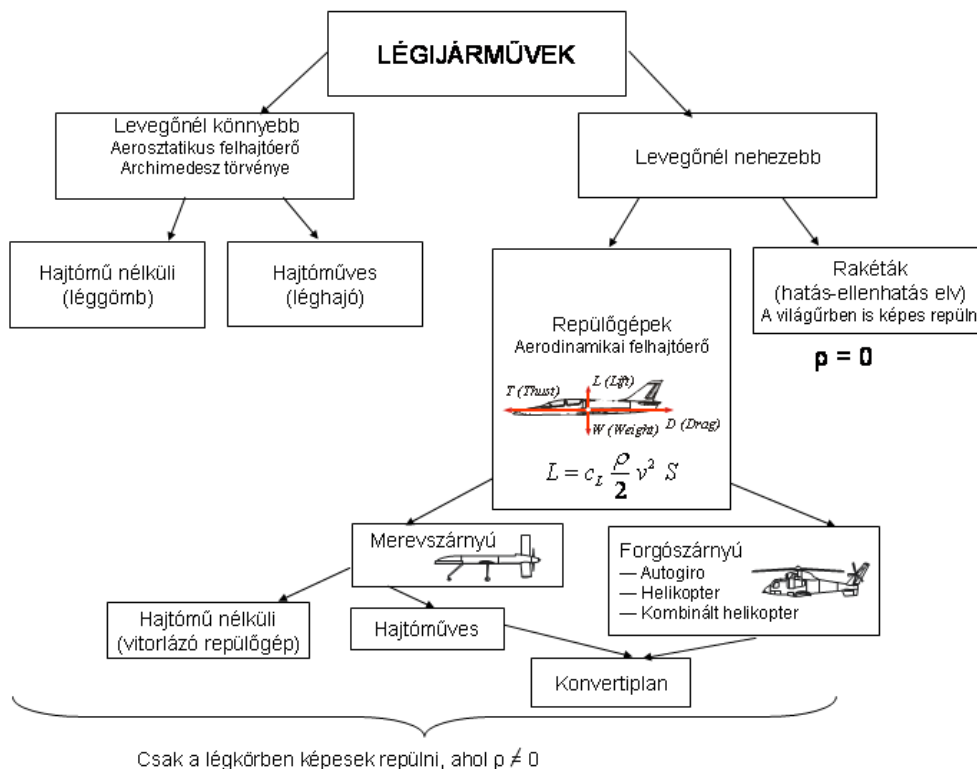 LÉGIJÁRMŰVEK
Levegőnél könnyebb
Aerosztatikus felhajtóerő
Archimedesz törvénye
Levegőnél nehezebb
Hajtómű nélküli
(léggömb)
Hajtóműves
(léghajó)
Repülőgépek
Aerodinamikai felhajtóerő
T (Thust)
L (Lift)
W (Weight)
D (Drag)
L = c_L ρ/2 v² S
Rakéták
(hatás-ellenhatás elv)
A világűrben is képes repüln
ρ = 0
Merevszárnyú
Forgószárnyú
— Autogiro
— Helikopter
— Kombinált helikopter
Hajtómű nélküli
(vitorlázó repülőgép)
Hajtóműves
Konvertiplan
Csak a légkörben képesek repülni, ahol ρ ≠ 0